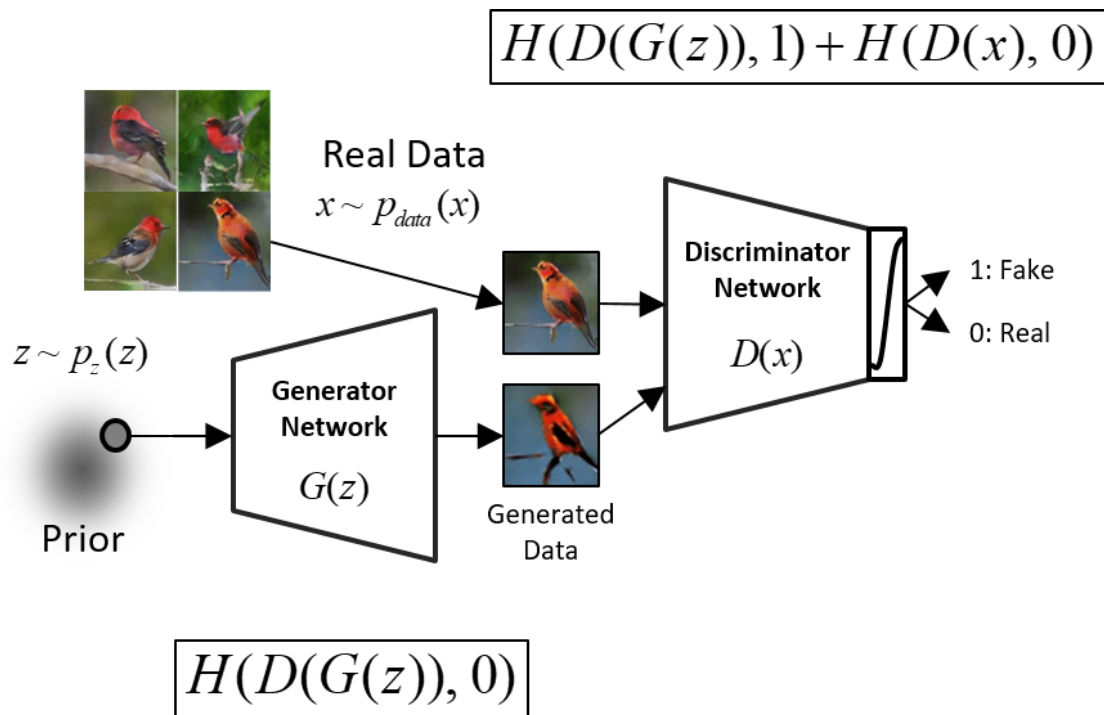 H(D(G(z)), 1) + H(D(x), 0)
Real Data
x ~ p_data(x)
z ~ p_z(z)
Prior
Generator
Network
G(z)
Generated
Data
Discriminator
Network
D(x)
1: Fake
0: Real
H(D(G(z)), 0)